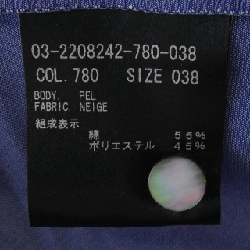 03-2208242-780-038
COL.780 SIZE 038
BODY. PEL
FABRIC. NEIGE
組成表示
綿 55%
ポリエステル 45%